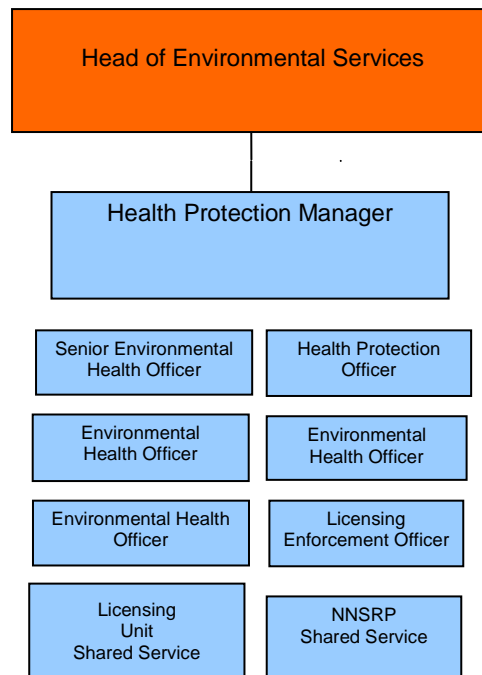 Head of Environmental Services
Health Protection Manager
Senior Environmental
Health Officer
Health Protection
Officer
Environmental
Health Officer
Environmental
Health Officer
Environmental Health
Officer
Licensing
Enforcement Officer
Licensing
Unit
Shared Service
NNSRP
Shared Service